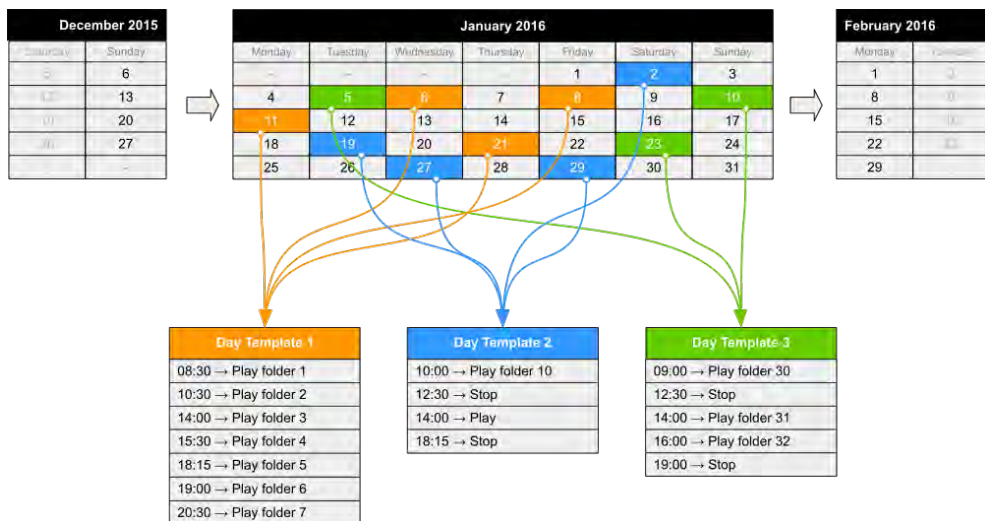 December 2015
January 2016
February 2016
Saturday Sunday
Monday Tuesday Wednesday Thursday Friday Saturday Sunday
Monday
6
- - - - 1 2 3
1
13
4 5 6 7 8 9 10
8
20
11 12 13 14 15 16 17
15
27
18 19 20 21 22 23 24
22
-
25 26 27 28 29 30 31
29
Day Template 1
08:30 → Play folder 1
10:30 → Play folder 2
14:00 → Play folder 3
15:30 → Play folder 4
18:15 → Play folder 5
19:00 → Play folder 6
20:30 → Play folder 7
Day Template 2
10:00 → Play folder 10
12:30 → Stop
14:00 → Play
18:15 → Stop
Day Template 3
09:00 → Play folder 30
12:30 → Stop
14:00 → Play folder 31
16:00 → Play folder 32
19:00 → Stop